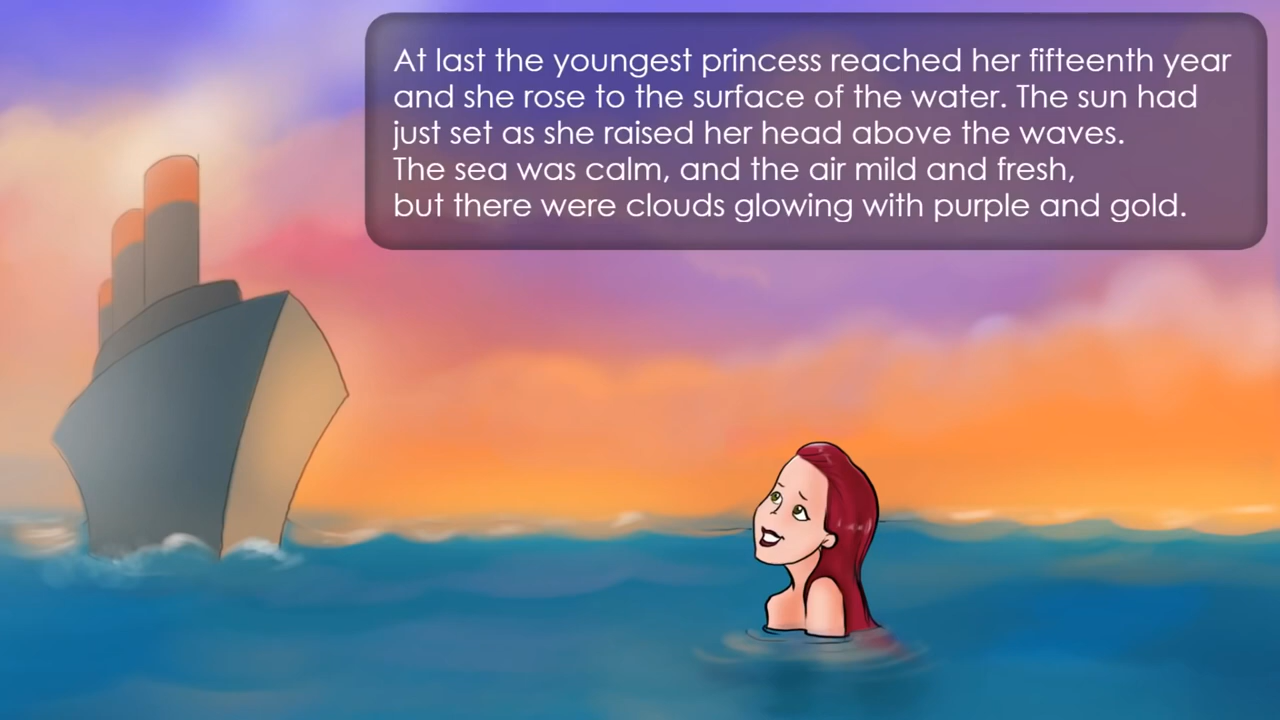 At last the youngest princess reached her fifteenth year
and she rose to the surface of the water. The sun had
just set as she raised her head above the waves.
The sea was calm, and the air mild and fresh,
but there were clouds glowing with purple and gold.